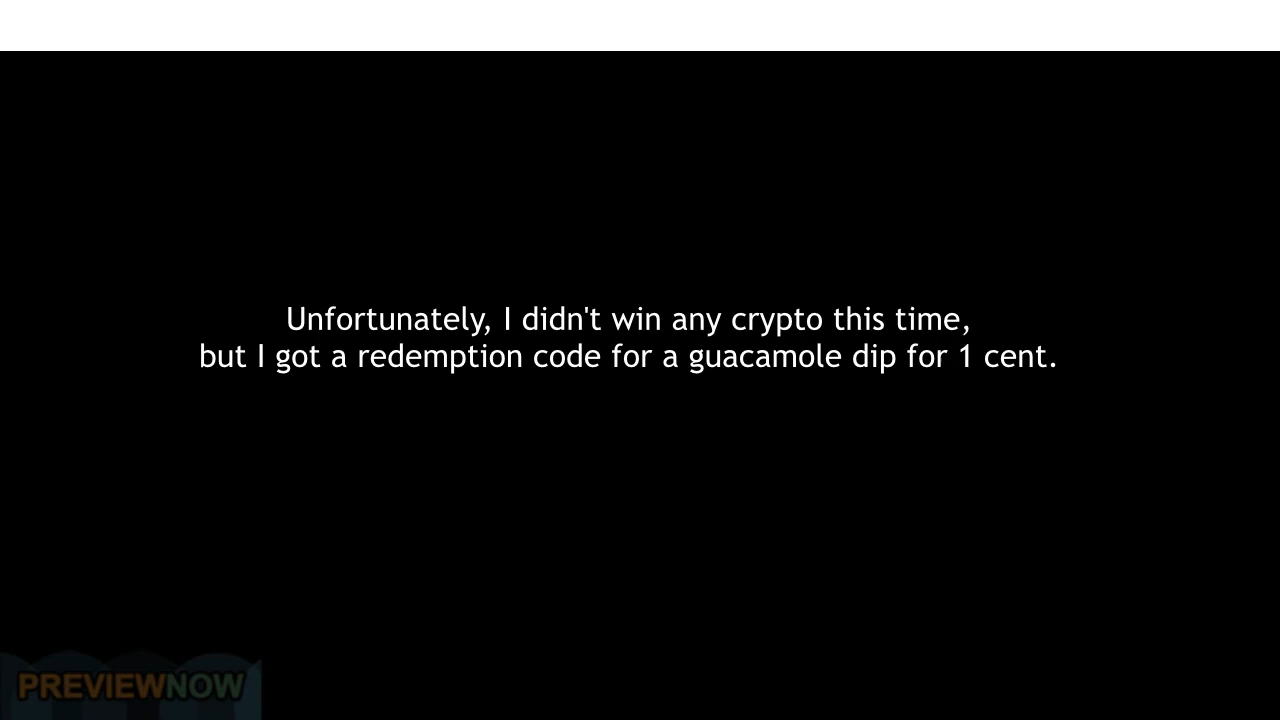 Unfortunately, I didn't win any crypto this time,
but I got a redemption code for a guacamole dip for 1 cent.
PREVIEWNOW